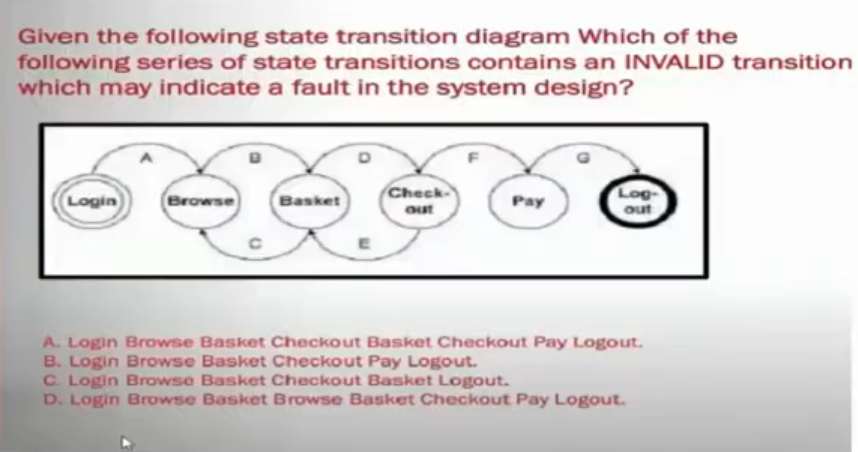 Given the following state transition diagram Which of the
following series of state transitions contains an INVALID transition
which may indicate a fault in the system design?
A B D F G
Login Browse Basket Check-
out Pay Log-
out
C E
A. Login Browse Basket Checkout Basket Checkout Pay Logout.
B. Login Browse Basket Checkout Pay Logout.
C. Login Browse Basket Checkout Basket Logout.
D. Login Browse Basket Browse Basket Checkout Pay Logout.